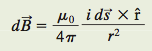 dB⃗ = μ₀/4π i ds⃗ × r̂/r²